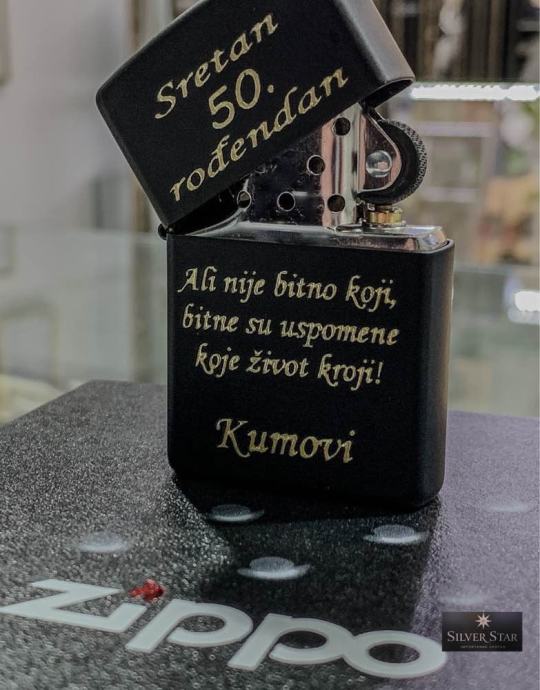 Sretan
50.
rođendan
Ali nije bitno koji,
bitne su uspomene
koje život kroji!
Kumovi
zippo
SILVER STAR